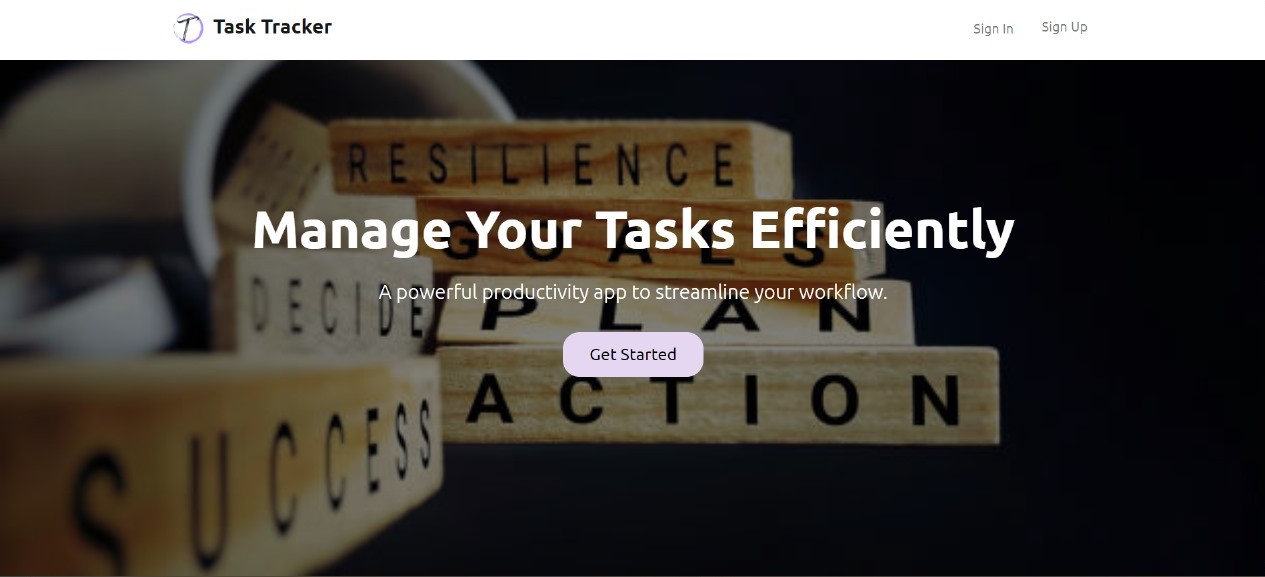 Task Tracker
Sign In
Sign Up
RESILIENCE
Manage Your Tasks Efficiently
GOALS
A powerful productivity app to streamline your workflow.
DECIDE
PLAN
Get Started
ACTION
SUCCESS